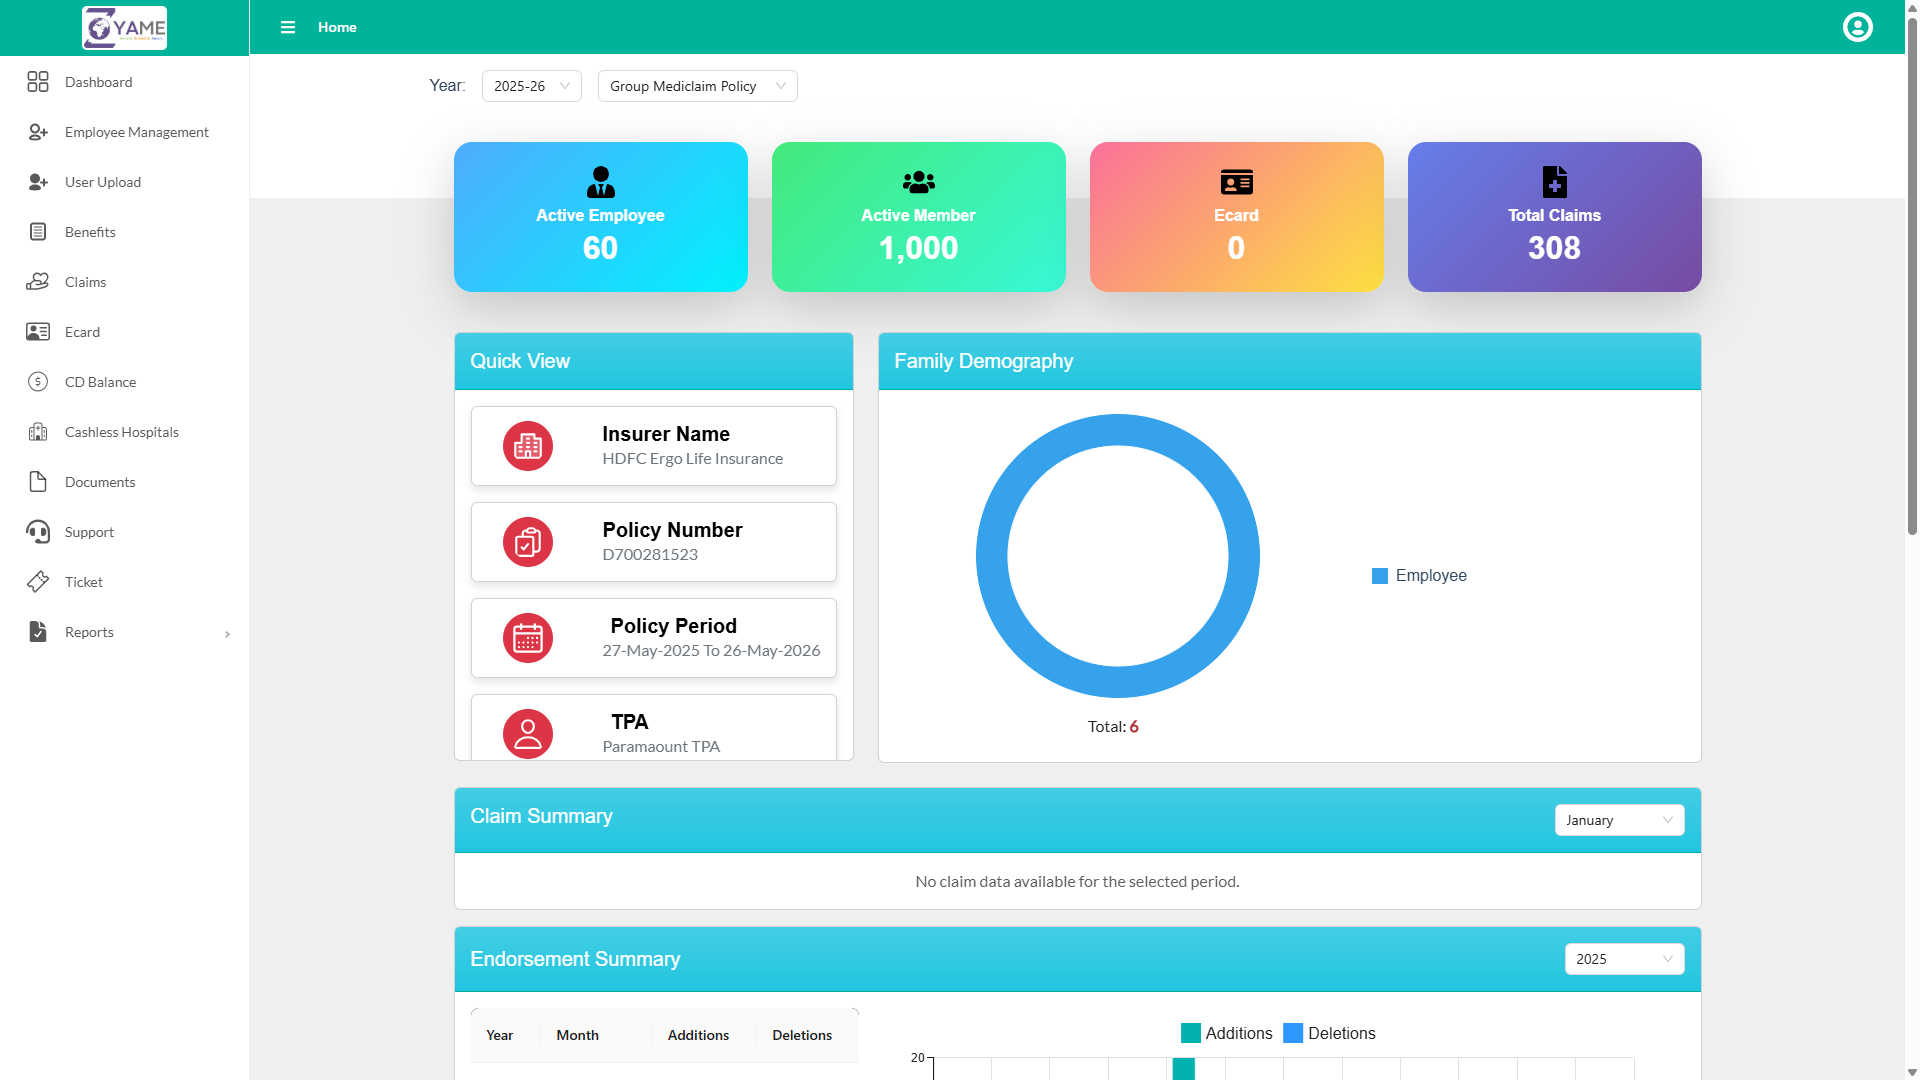 ZYAME
Home
Dashboard
Employee Management
User Upload
Benefits
Claims
Ecard
CD Balance
Cashless Hospitals
Documents
Support
Ticket
Reports
Year:
2025-26
Group Mediclaim Policy
Active Employee
60
Active Member
1,000
Ecard
0
Total Claims
308
Quick View
Insurer Name
HDFC Ergo Life Insurance
Policy Number
D700281523
Policy Period
27-May-2025 To 26-May-2026
TPA
Paramaount TPA
Family Demography
Employee
Total: 6
Claim Summary
January
No claim data available for the selected period.
Endorsement Summary
2025
Year Month Additions Deletions
Additions Deletions
20